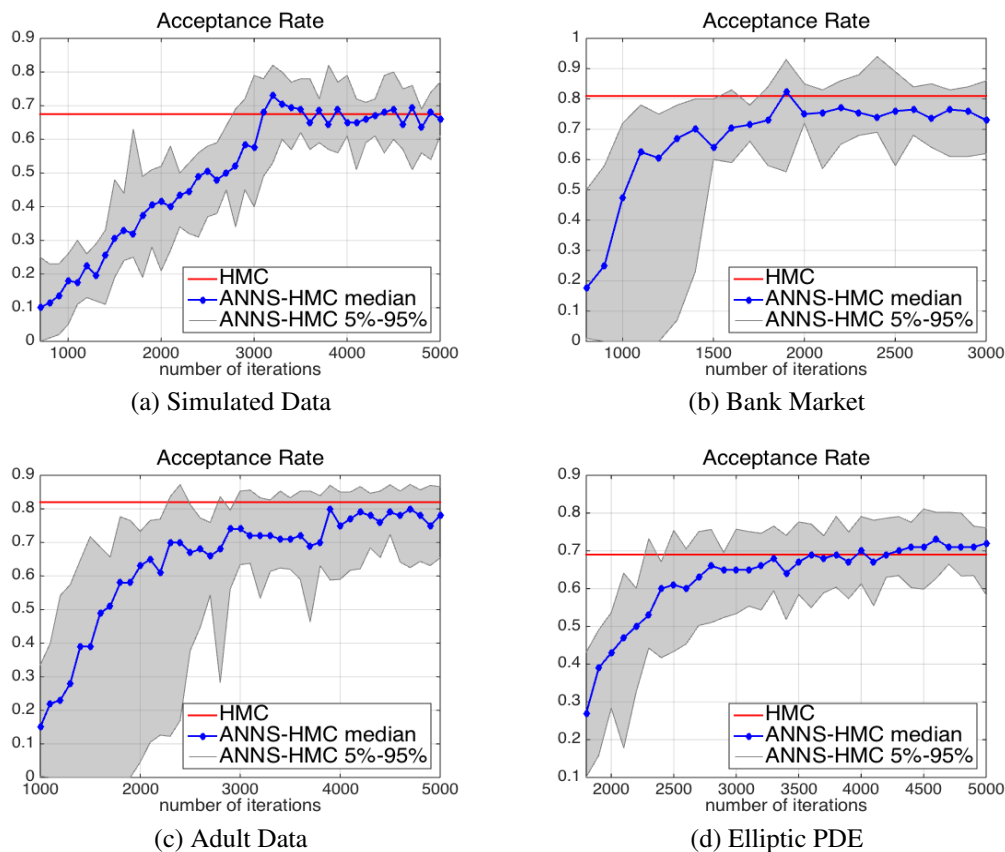 Acceptance Rate
0.9
0.8
0.7
0.6
0.5
0.4
0.3
0.2
0.1
0
1000 2000 3000 4000 5000
number of iterations
HMC
ANNS-HMC median
ANNS-HMC 5%-95%
(a) Simulated Data
Acceptance Rate
1
0.9
0.8
0.7
0.6
0.5
0.4
0.3
0.2
0.1
0
1000 1500 2000 2500 3000
number of iterations
HMC
ANNS-HMC median
ANNS-HMC 5%-95%
(b) Bank Market
Acceptance Rate
0.9
0.8
0.7
0.6
0.5
0.4
0.3
0.2
0.1
0
1000 2000 3000 4000 5000
number of iterations
HMC
ANNS-HMC median
ANNS-HMC 5%-95%
(c) Adult Data
Acceptance Rate
0.9
0.8
0.7
0.6
0.5
0.4
0.3
0.2
0.1
2000 2500 3000 3500 4000 4500 5000
number of iterations
HMC
ANNS-HMC median
ANNS-HMC 5%-95%
(d) Elliptic PDE